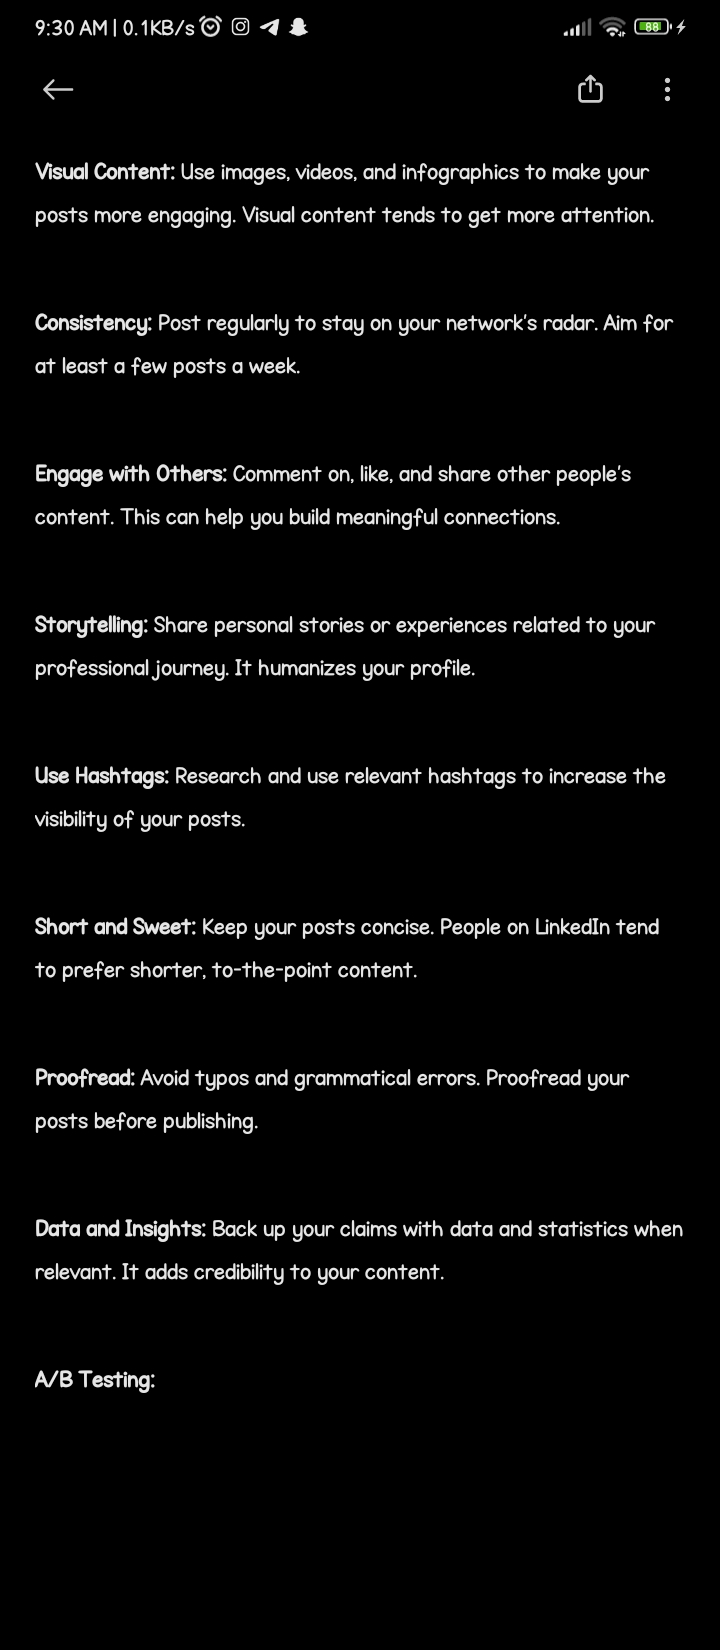 9:30 AM | 0.1KB/s
88
Visual Content: Use images, videos, and infographics to make your
posts more engaging. Visual content tends to get more attention.
Consistency: Post regularly to stay on your network's radar. Aim for
at least a few posts a week.
Engage with Others: Comment on, like, and share other people's
content. This can help you build meaningful connections.
Storytelling: Share personal stories or experiences related to your
professional journey. It humanizes your profile.
Use Hashtags: Research and use relevant hashtags to increase the
visibility of your posts.
Short and Sweet: Keep your posts concise. People on LinkedIn tend
to prefer shorter, to-the-point content.
Proofread: Avoid typos and grammatical errors. Proofread your
posts before publishing.
Data and Insights: Back up your claims with data and statistics when
relevant. It adds credibility to your content.
A/B Testing: